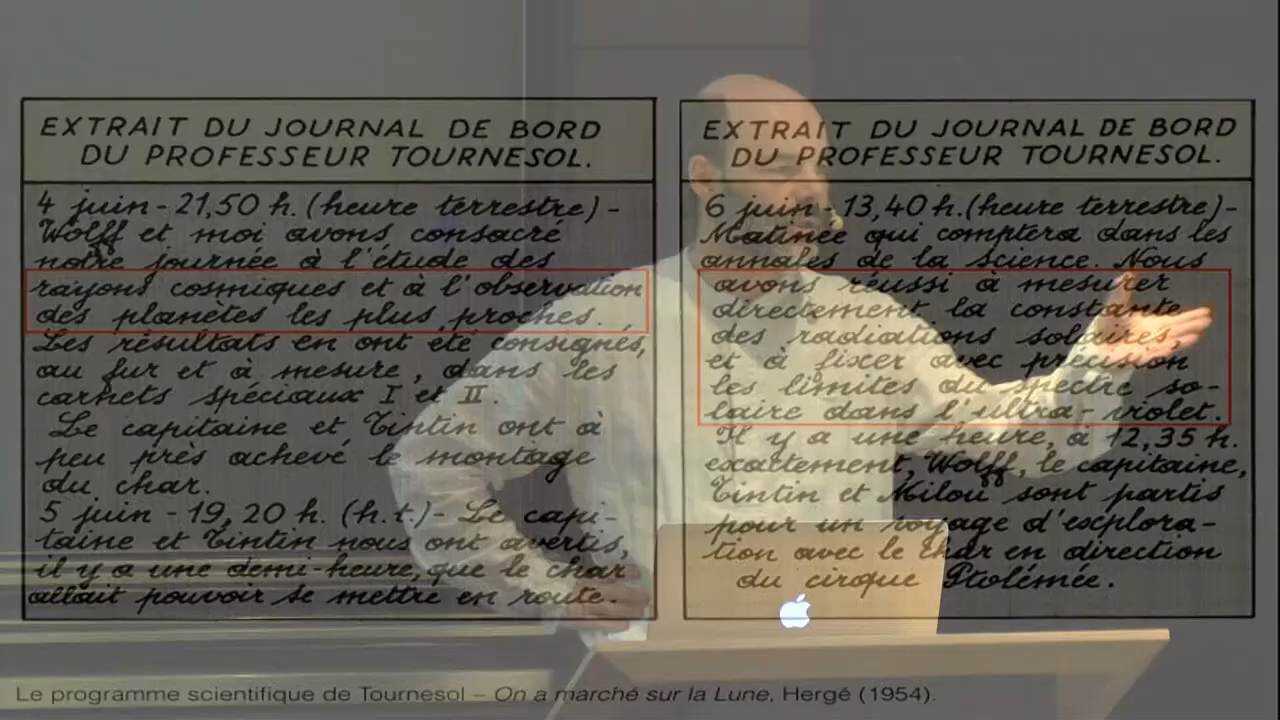 EXTRAIT DU JOURNAL DE BORD
DU PROFESSEUR TOURNESOL.
4 juin - 21,50 h. (heure terrestre) -
Wolff et moi avons consacré
notre journée à l'étude des
rayons cosmiques et à l'observation
des planètes les plus proches.
Les résultats en ont été consignés,
au fur et à mesure, dans les
carnets spéciaux I et II.
Le capitaine et Tintin ont à
peu près achevé le montage
du char.
5 juin - 19,20 h. (h.t.) - Le capi-
taine et Tintin nous ont avertis,
il y a une demi-heure, que le char
allait pouvoir se mettre en route.
EXTRAIT DU JOURNAL DE BORD
DU PROFESSEUR TOURNESOL.
6 juin - 13,40 h. (heure terrestre) -
Matinée qui comptera dans les
annales de la science. Nous
avons réussi à mesurer
directement la constante
des radiations solaires,
et à fixer avec précision
les limites du spectre so-
laire dans l'ultra-violet.
Il y a une heure, à 12,35 h.
exactement, Wolff, le capitaine,
Tintin et Milou sont partis
pour un voyage d'explora-
tion avec le char en direction
du cirque Ptolémée.
Le programme scientifique de Tournesol – On a marché sur la Lune, Hergé (1954).